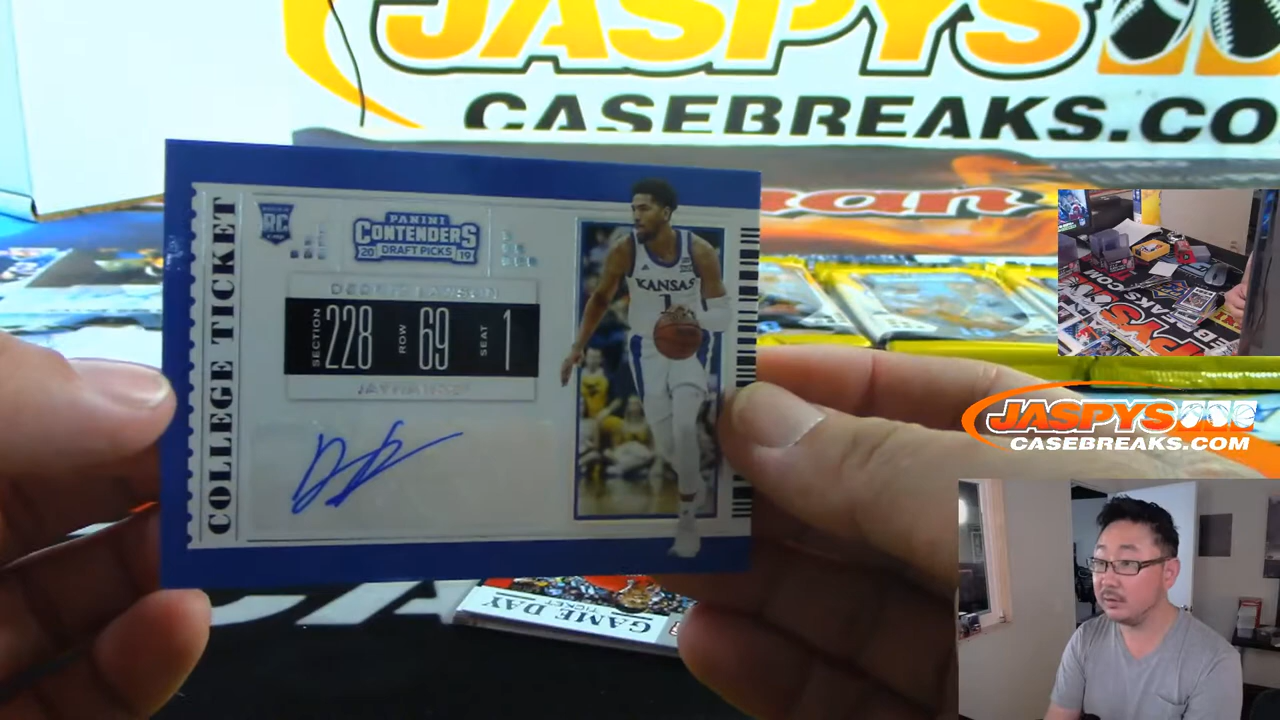 JASPYS
CASEBREAKS.CO
COLLEGE TICKET
RC
PANINI
CONTENDERS
20 DRAFT PICKS 19
SECTION 228 ROW 69 SEAT 1
KANSAS
1
GAME DAY
TICKET
JASPYS
CASEBREAKS.COM